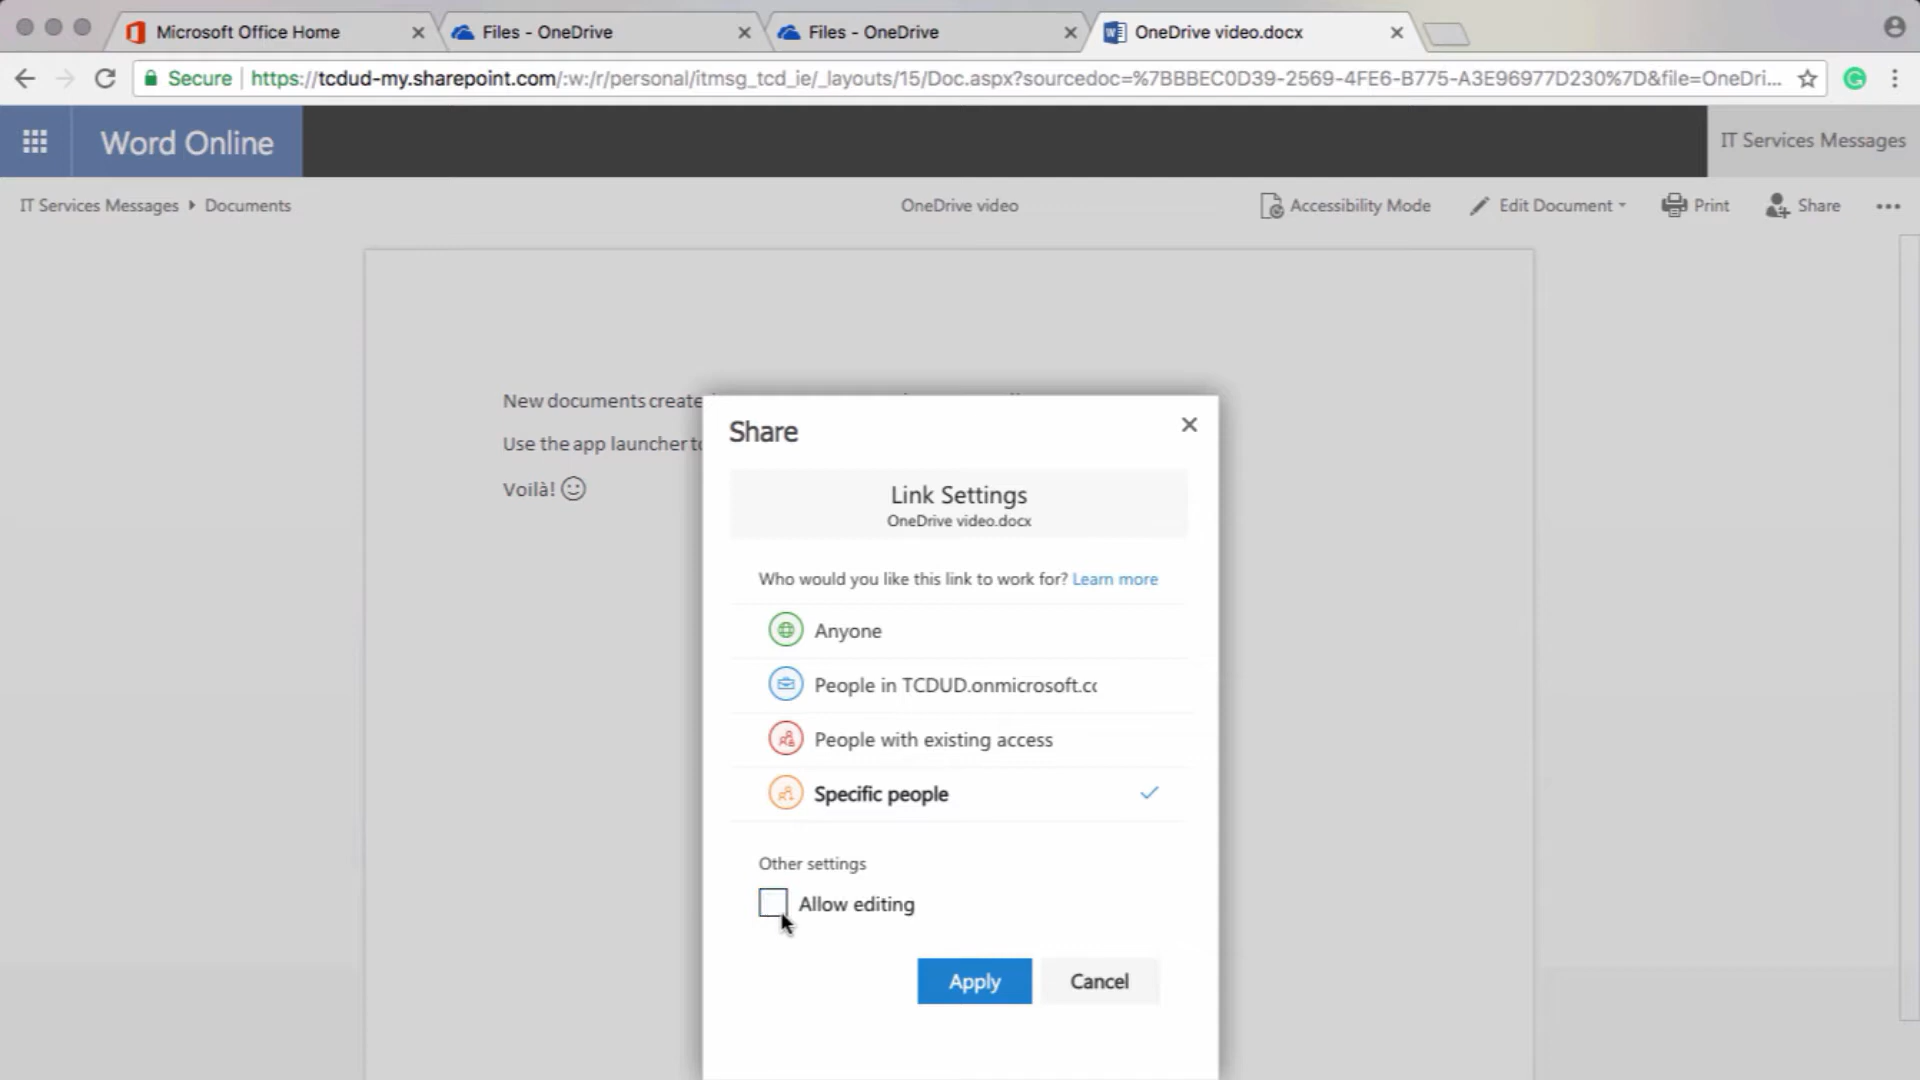 Microsoft Office Home
Files - OneDrive
Files - OneDrive
OneDrive video.docx
Secure
https://tcdud-my.sharepoint.com/:w:/r/personal/itmsg_tcd_ie/_layouts/15/Doc.aspx?sourcedoc=%7BBBEC0D39-2569-4FE6-B775-A3E96977D230%7D&file=OneDri...
Word Online
IT Services Messages
IT Services Messages
Documents
OneDrive video
Accessibility Mode
Edit Document
Print
Share
New documents create
Use the app launcher to
Voilà!
Share
Link Settings
OneDrive video.docx
Who would you like this link to work for? Learn more
Anyone
People in TCDUD.onmicrosoft.cc
People with existing access
Specific people
Other settings
Allow editing
Apply
Cancel